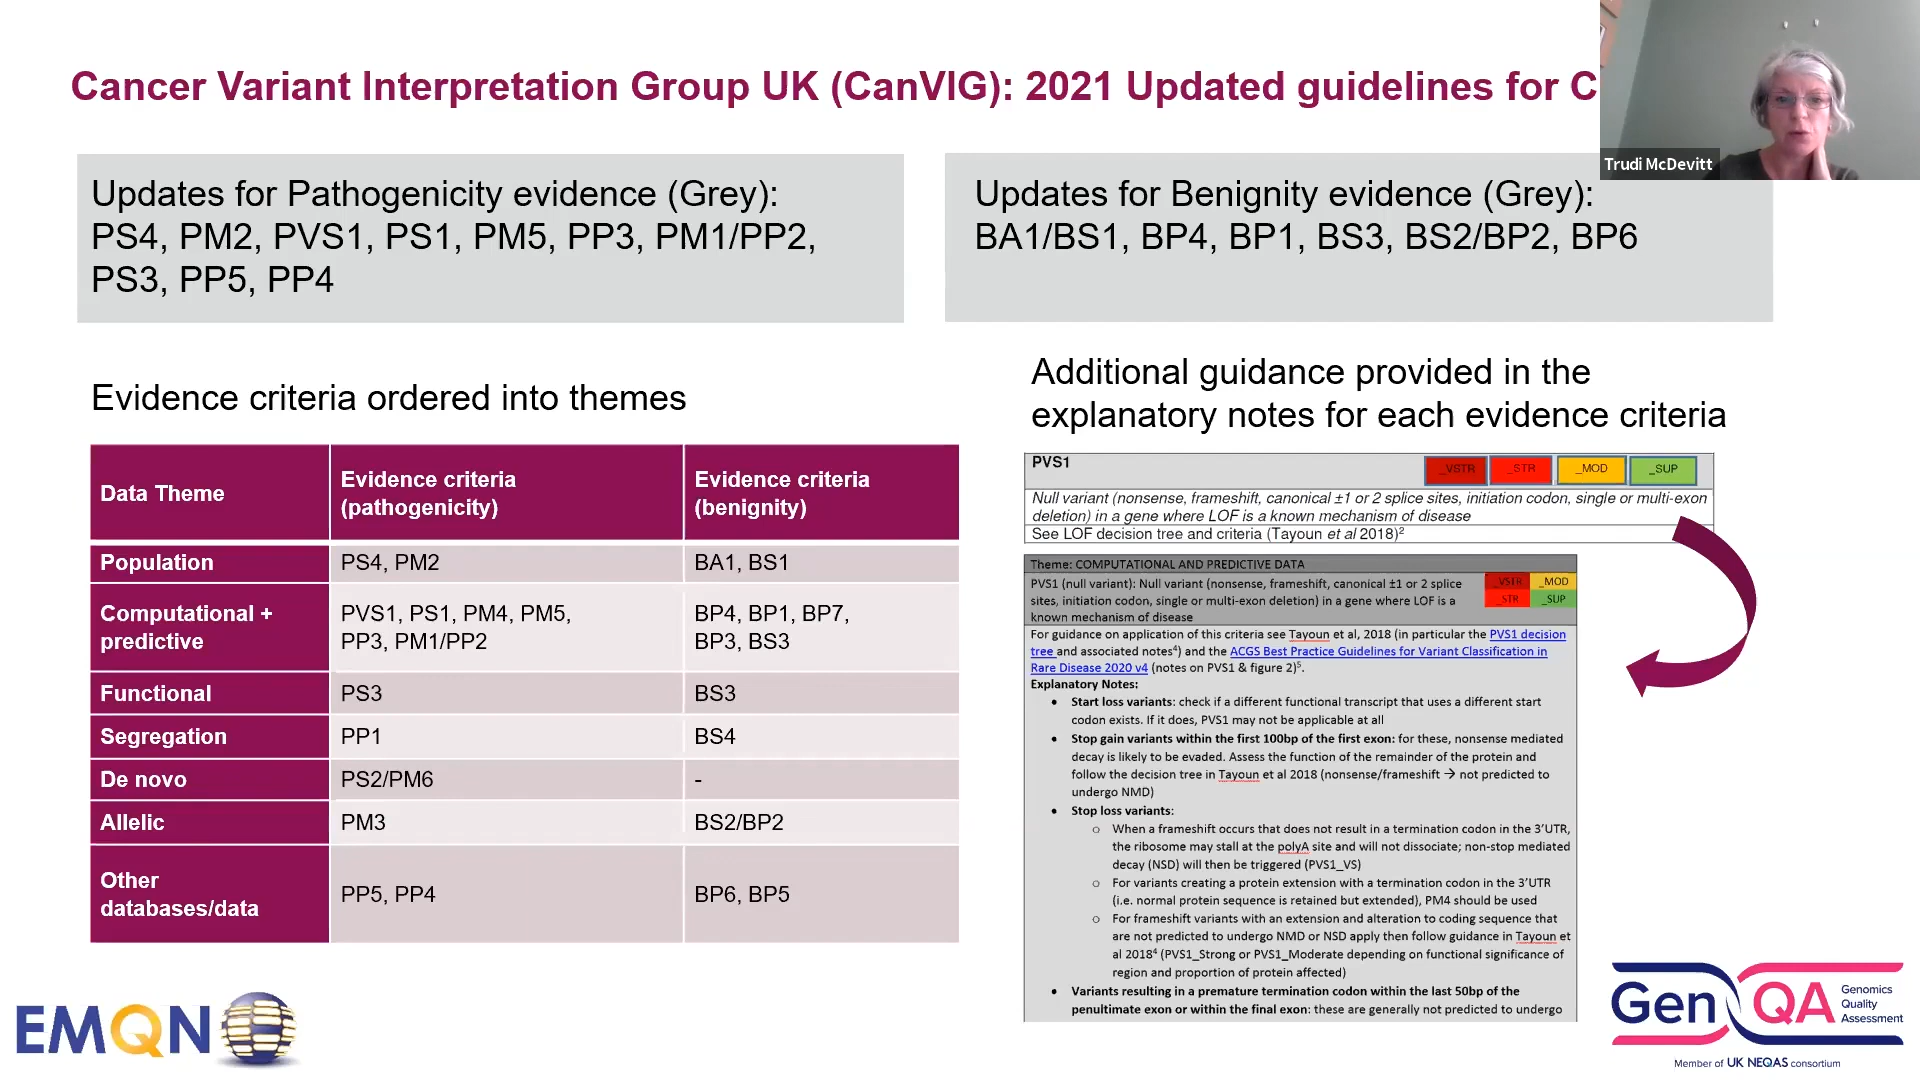 Cancer Variant Interpretation Group UK (CanVIG): 2021 Updated guidelines for C
Trudi McDevitt
Updates for Pathogenicity evidence (Grey):
PS4, PM2, PVS1, PS1, PM5, PP3, PM1/PP2,
PS3, PP5, PP4
Updates for Benignity evidence (Grey):
BA1/BS1, BP4, BP1, BS3, BS2/BP2, BP6
Evidence criteria ordered into themes
Data Theme
Evidence criteria
(pathogenicity)
Evidence criteria
(benignity)
Population
PS4, PM2
BA1, BS1
Computational +
predictive
PVS1, PS1, PM4, PM5,
PP3, PM1/PP2
BP4, BP1, BP7,
BP3, BS3
Functional
PS3
BS3
Segregation
PP1
BS4
De novo
PS2/PM6
-
Allelic
PM3
BS2/BP2
Other
databases/data
PP5, PP4
BP6, BP5
Additional guidance provided in the
explanatory notes for each evidence criteria
PVS1
_VSTR
_STR
_MOD
_SUP
Null variant (nonsense, frameshift, canonical ±1 or 2 splice sites, initiation codon, single or multi-exon
deletion) in a gene where LOF is a known mechanism of disease
See LOF decision tree and criteria (Tayoun et al 2018)²
Theme: COMPUTATIONAL AND PREDICTIVE DATA
PVS1 (null variant): Null variant (nonsense, frameshift, canonical ±1 or 2 splice
sites, initiation codon, single or multi-exon deletion) in a gene where LOF is a
known mechanism of disease
_VSTR
_MOD
_STR
_SUP
For guidance on application of this criteria see Tayoun et al, 2018 (in particular the PVS1 decision
tree and associated notes⁴) and the ACGS Best Practice Guidelines for Variant Classification in
Rare Disease 2020 v4 (notes on PVS1 & figure 2)⁵.
Explanatory Notes:
• Start loss variants: check if a different functional transcript that uses a different start
codon exists. If it does, PVS1 may not be applicable at all
• Stop gain variants within the first 100bp of the first exon: for these, nonsense mediated
decay is likely to be evaded. Assess the function of the remainder of the protein and
follow the decision tree in Tayoun et al 2018 (nonsense/frameshift → not predicted to
undergo NMD)
• Stop loss variants:
o When a frameshift occurs that does not result in a termination codon in the 3'UTR,
the ribosome may stall at the polyA site and will not dissociate; non-stop mediated
decay (NSD) will then be triggered (PVS1_VS)
o For variants creating a protein extension with a termination codon in the 3'UTR
(i.e. normal protein sequence is retained but extended), PM4 should be used
o For frameshift variants with an extension and alteration to coding sequence that
are not predicted to undergo NMD or NSD apply then follow guidance in Tayoun et
al 2018⁴ (PVS1_Strong or PVS1_Moderate depending on functional significance of
region and proportion of protein affected)
• Variants resulting in a premature termination codon within the last 50bp of the
penultimate exon or within the final exon: these are generally not predicted to undergo
EMQN
GenQA
Genomics
Quality
Assessment
Member of UK NEQAS consortium